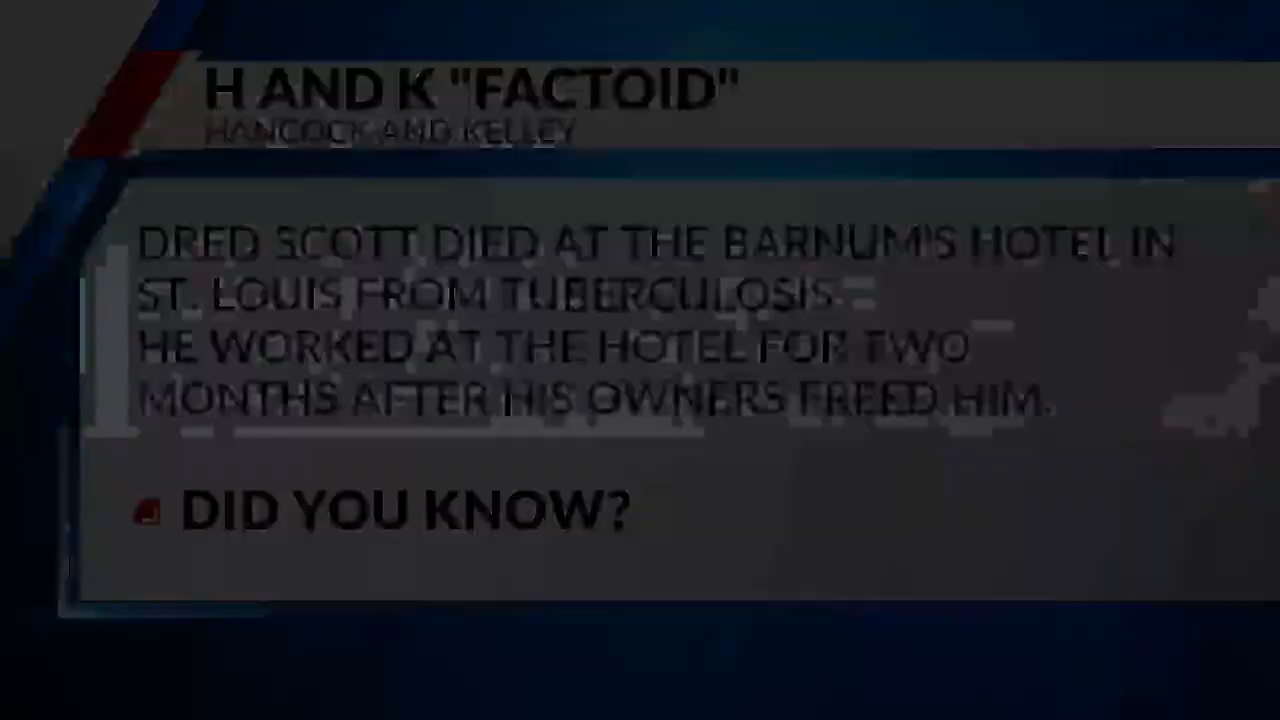 H AND K "FACTOID"
HANCOCK AND KELLEY
DRED SCOTT DIED AT THE BARNUM'S HOTEL IN
ST. LOUIS FROM TUBERCULOSIS.
HE WORKED AT THE HOTEL FOR TWO
MONTHS AFTER HIS OWNERS FREED HIM.
DID YOU KNOW?